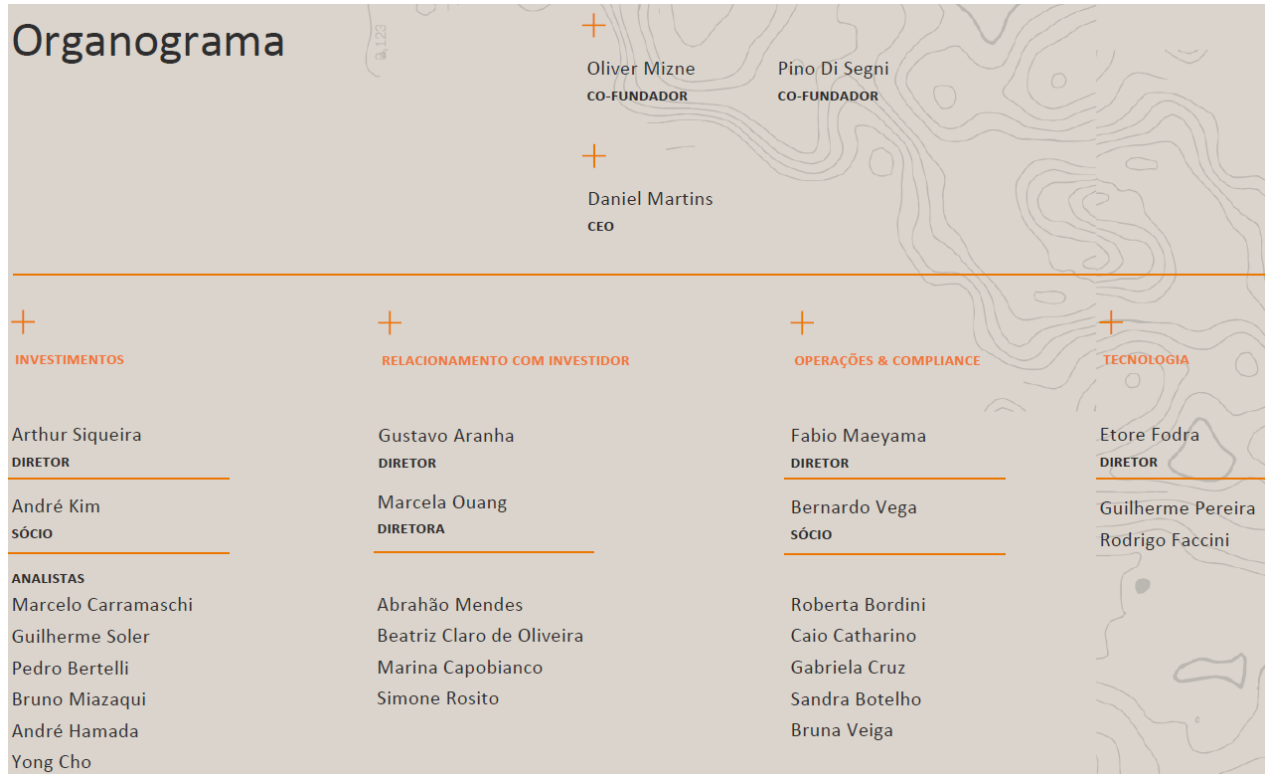 Organograma
Oliver Mizne
CO-FUNDADOR
Pino Di Segni
CO-FUNDADOR
Daniel Martins
CEO
INVESTIMENTOS
Arthur Siqueira
DIRETOR
André Kim
SÓCIO
ANALISTAS
Marcelo Carramaschi
Guilherme Soler
Pedro Bertelli
Bruno Miazaqui
André Hamada
Yong Cho
RELACIONAMENTO COM INVESTIDOR
Gustavo Aranha
DIRETOR
Marcela Ouang
DIRETORA
Abrahão Mendes
Beatriz Claro de Oliveira
Marina Capobianco
Simone Rosito
OPERAÇÕES & COMPLIANCE
Fabio Maeyama
DIRETOR
Bernardo Vega
SÓCIO
Roberta Bordini
Caio Catharino
Gabriela Cruz
Sandra Botelho
Bruna Veiga
TECNOLOGIA
Etore Fodra
DIRETOR
Guilherme Pereira
Rodrigo Faccini